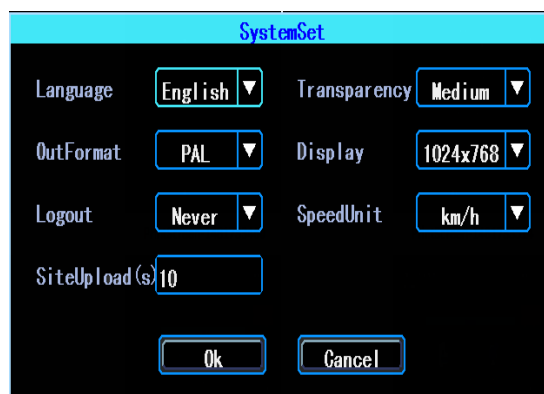 SystemSet
Language English Transparency Medium
OutFormat PAL Display 1024x768
Logout Never SpeedUnit km/h
SiteUpload(s) 10
Ok Cancel